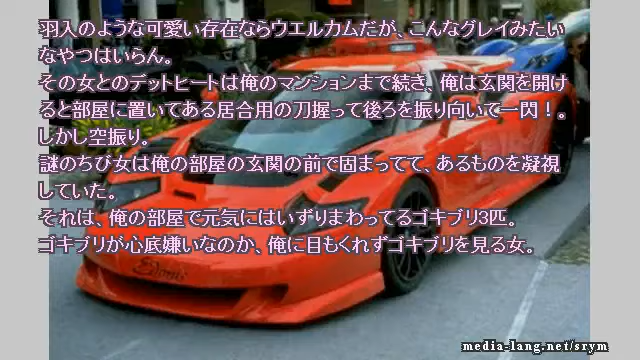 羽入のような可愛い存在ならウエルカムだが、こんなグレイみたい
なやつはいらん。
その女とのデットヒートは俺のマンションまで続き、俺は玄関を開け
ると部屋に置いてある居合用の刀握って後ろを振り向いて一閃！。
しかし空振り。
謎のちび女は俺の部屋の玄関の前で固まってて、あるものを凝視
していた。
それは、俺の部屋で元気にはいずりまわってるゴキブリ3匹。
ゴキブリが心底嫌いなのか、俺に目もくれずゴキブリを見る女。
media-lang.net/srym